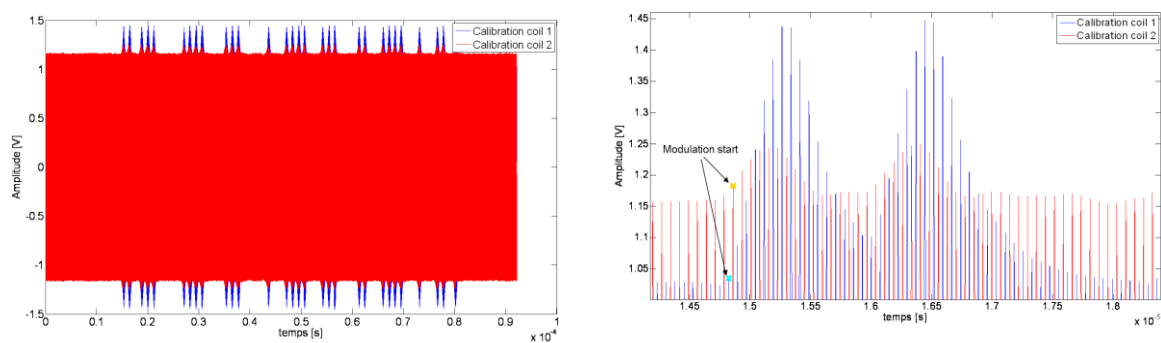 1.5
1
0.5
0
-0.5
-1
-1.5
Amplitude [V]
0 0.1 0.2 0.3 0.4 0.5 0.6 0.7 0.8 0.9 1
temps [s]
x 10⁻⁴
Calibration coil 1
Calibration coil 2
1.45
1.4
1.35
1.3
1.25
1.2
1.15
1.1
1.05
Amplitude [V]
1.45 1.5 1.55 1.6 1.65 1.7 1.75 1.8
temps [s]
x 10⁻⁵
Calibration coil 1
Calibration coil 2
Modulation start